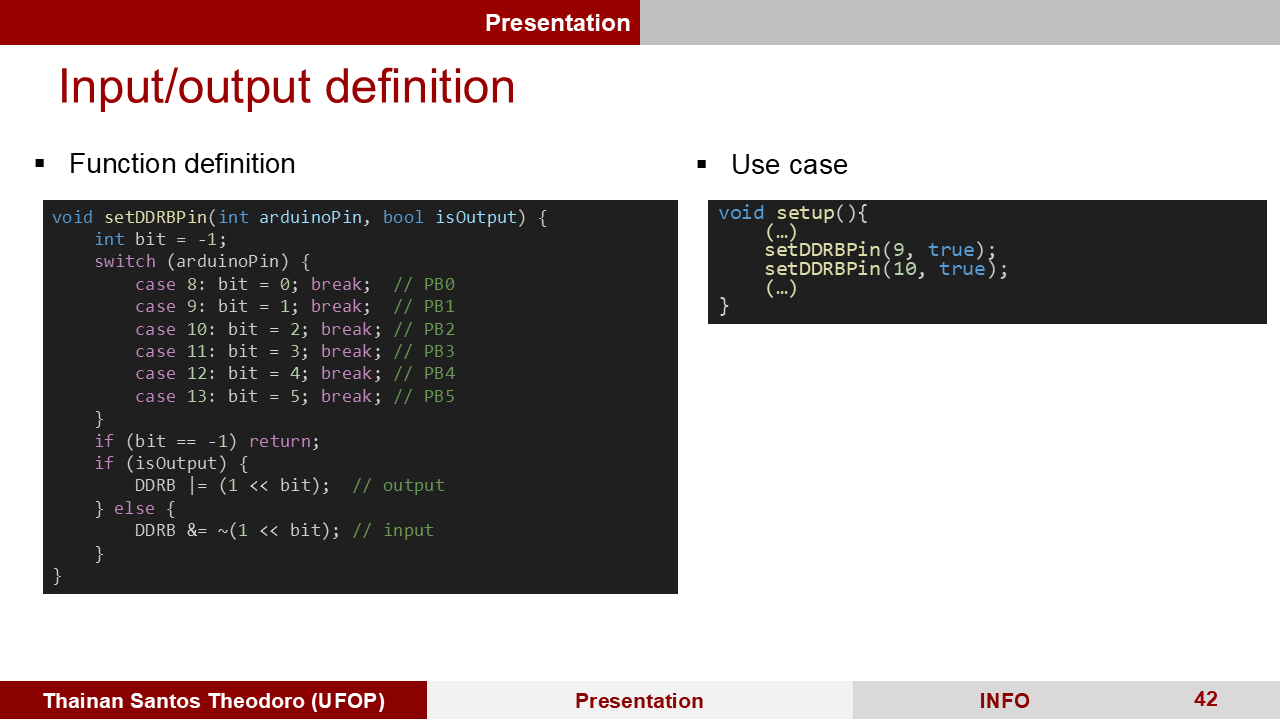 Presentation
Input/output definition
▪ Function definition
void setDDRBPin(int arduinoPin, bool isOutput) {
    int bit = -1;
    switch (arduinoPin) {
        case 8: bit = 0; break;  // PB0
        case 9: bit = 1; break;  // PB1
        case 10: bit = 2; break; // PB2
        case 11: bit = 3; break; // PB3
        case 12: bit = 4; break; // PB4
        case 13: bit = 5; break; // PB5
    }
    if (bit == -1) return;
    if (isOutput) {
        DDRB |= (1 << bit);  // output
    } else {
        DDRB &= ~(1 << bit); // input
    }
}
▪ Use case
void setup(){
    (…)
    setDDRBPin(9, true);
    setDDRBPin(10, true);
    (…)
}
Thainan Santos Theodoro (UFOP)
Presentation
INFO
42